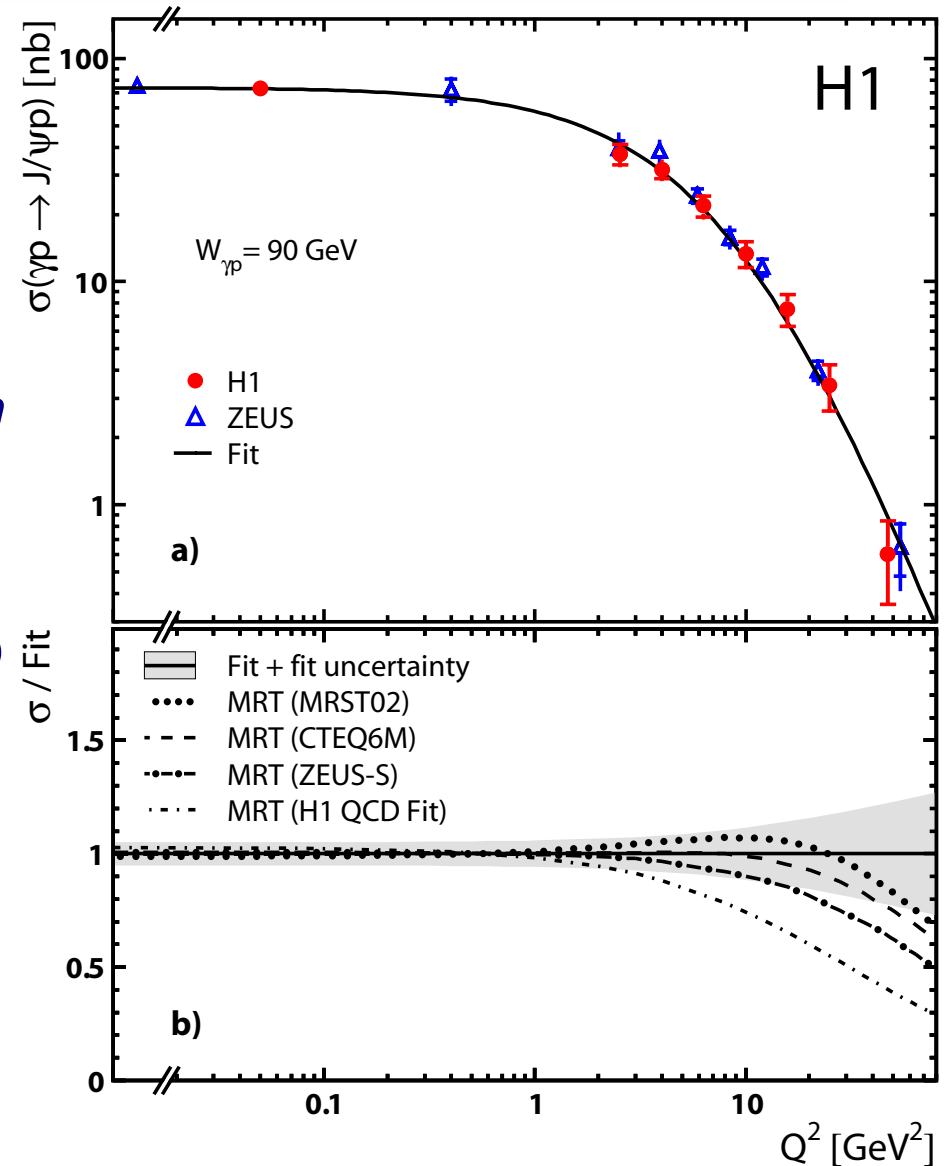 σ(γp → J/ψp) [nb]
100
10
1
H1
W_γp= 90 GeV
H1
ZEUS
Fit
a)
σ / Fit
1.5
1
0.5
0
Fit + fit uncertainty
MRT (MRST02)
MRT (CTEQ6M)
MRT (ZEUS-S)
MRT (H1 QCD Fit)
b)
0.1 1 10
Q² [GeV²]